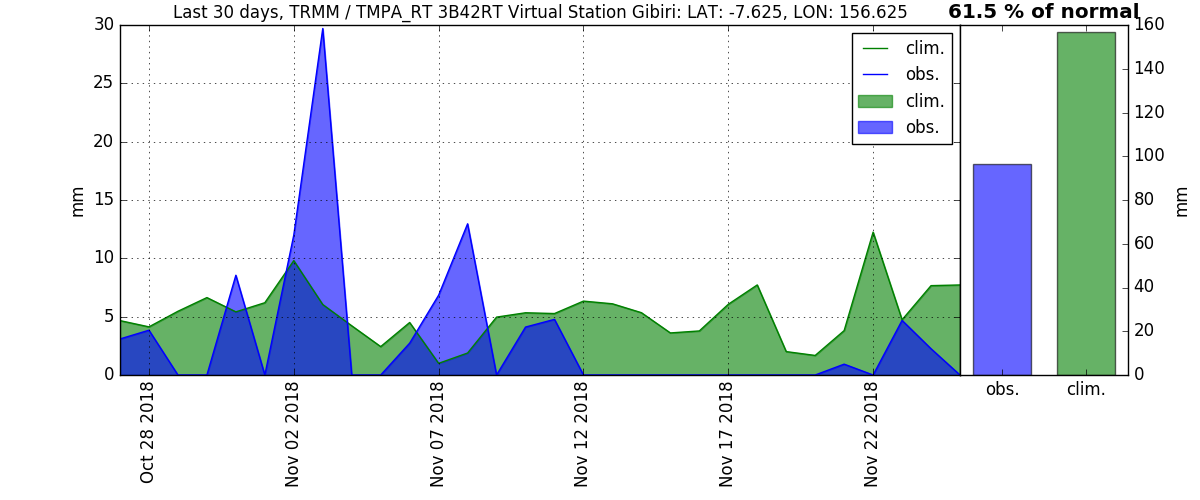 Last 30 days, TRMM / TMPA_RT 3B42RT Virtual Station Gibiri: LAT: -7.625, LON: 156.625
61.5 % of normal
30
25
20
15
10
5
0
mm
clim.
obs.
clim.
obs.
160
140
120
100
80
60
40
20
0
mm
Oct 28 2018
Nov 02 2018
Nov 07 2018
Nov 12 2018
Nov 17 2018
Nov 22 2018
obs.
clim.